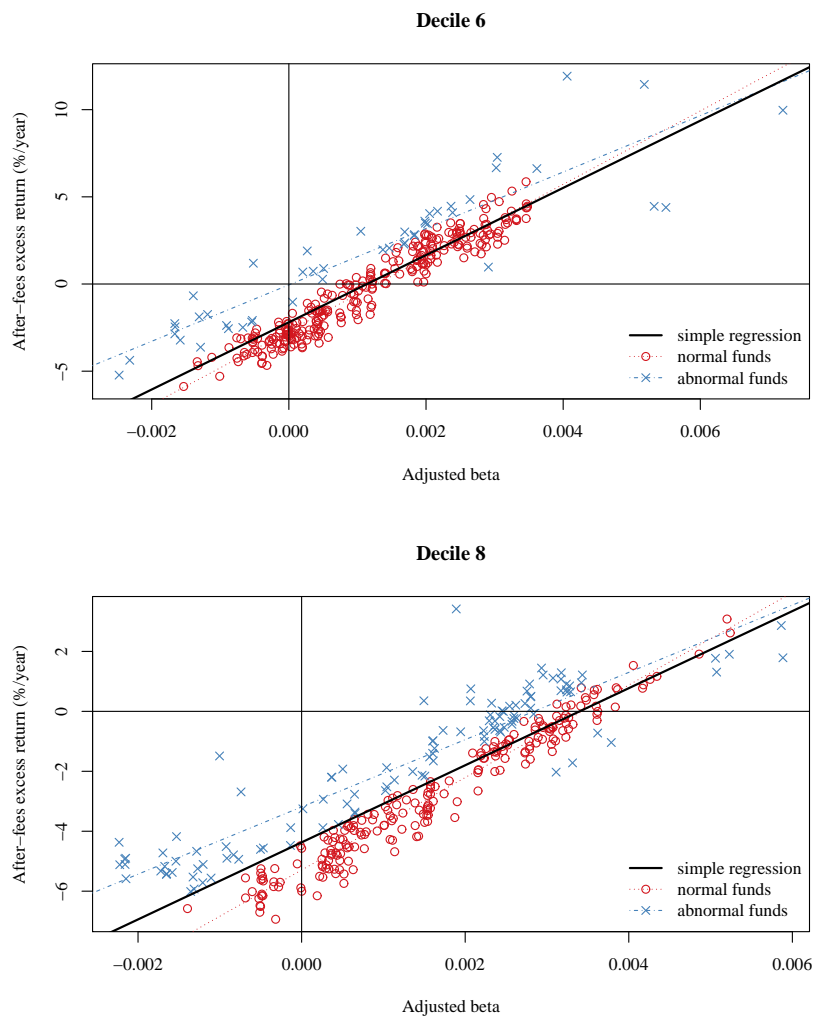 Decile 6
After−fees excess return (%/year)
10
5
0
−5
simple regression
normal funds
abnormal funds
−0.002
0.000
0.002
0.004
0.006
Adjusted beta
Decile 8
After−fees excess return (%/year)
2
0
−2
−4
−6
simple regression
normal funds
abnormal funds
−0.002
0.000
0.002
0.004
0.006
Adjusted beta